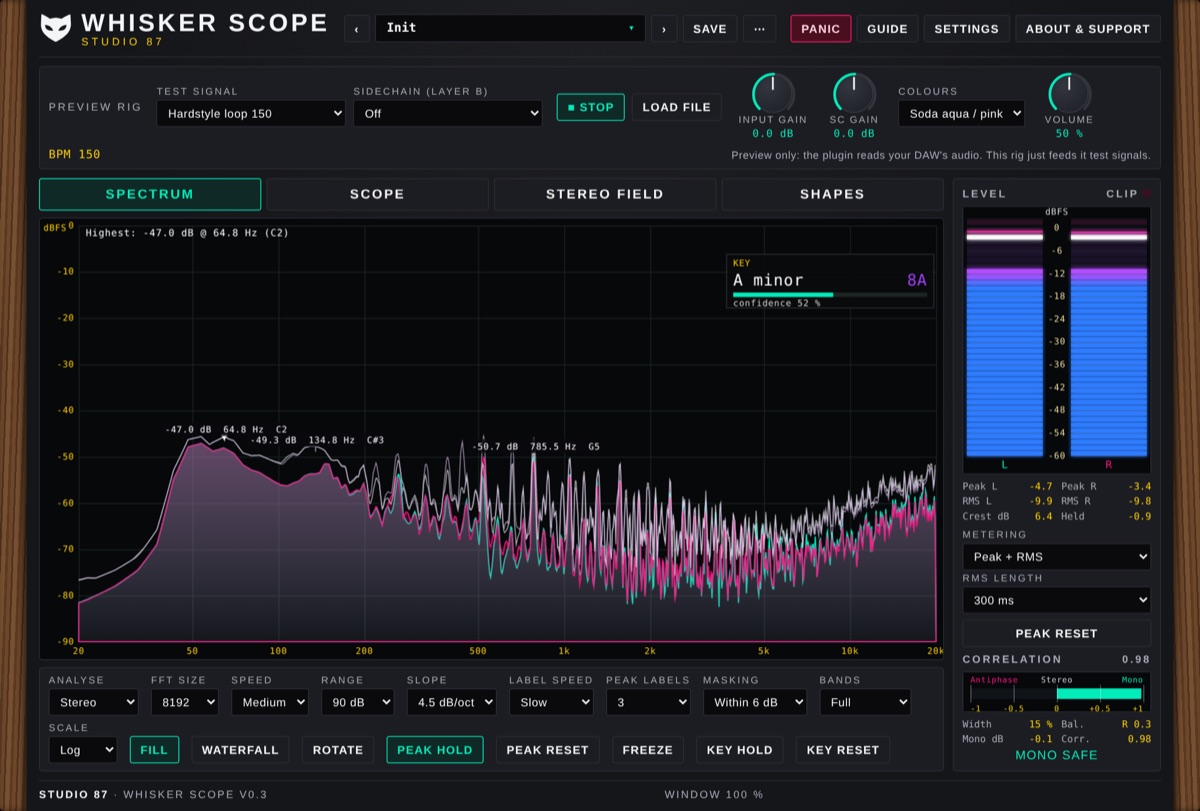 WHISKER SCOPE
STUDIO 87
‹
Init
›
SAVE
...
PANIC
GUIDE
SETTINGS
ABOUT & SUPPORT
PREVIEW RIG
TEST SIGNAL
Hardstyle loop 150
SIDECHAIN (LAYER B)
Off
STOP
LOAD FILE
INPUT GAIN
0.0 dB
SC GAIN
0.0 dB
COLOURS
Soda aqua / pink
VOLUME
50 %
BPM 150
Preview only: the plugin reads your DAW's audio. This rig just feeds it test signals.
SPECTRUM
SCOPE
STEREO FIELD
SHAPES
dBFS
0
Highest: -47.0 dB @ 64.8 Hz (C2)
-10
-20
-30
-40
-50
-60
-70
-80
-90
KEY
A minor 8A
confidence 52 %
-47.0 dB 64.8 Hz C2
-49.3 dB 134.8 Hz C#3
-50.7 dB 785.5 Hz G5
20 50 100 200 500 1k 2k 5k 10k 20k
LEVEL
CLIP
dBFS
0
-6
-12
-18
-24
-30
-36
-42
-48
-54
-60
L R
Peak L -4.7 Peak R -3.4
RMS L -9.9 RMS R -9.8
Crest dB 6.4 Held -0.9
METERING
Peak + RMS
RMS LENGTH
300 ms
PEAK RESET
CORRELATION 0.98
Antiphase Stereo Mono
-1 -0.5 0 +0.5 +1
Width 15 % Bal. R 0.3
Mono dB -0.1 Corr. 0.98
MONO SAFE
ANALYSE
Stereo
FFT SIZE
8192
SPEED
Medium
RANGE
90 dB
SLOPE
4.5 dB/oct
LABEL SPEED
Slow
PEAK LABELS
3
MASKING
Within 6 dB
BANDS
Full
SCALE
Log
FILL
WATERFALL
ROTATE
PEAK HOLD
PEAK RESET
FREEZE
KEY HOLD
KEY RESET
STUDIO 87 · WHISKER SCOPE V0.3
WINDOW 100 %